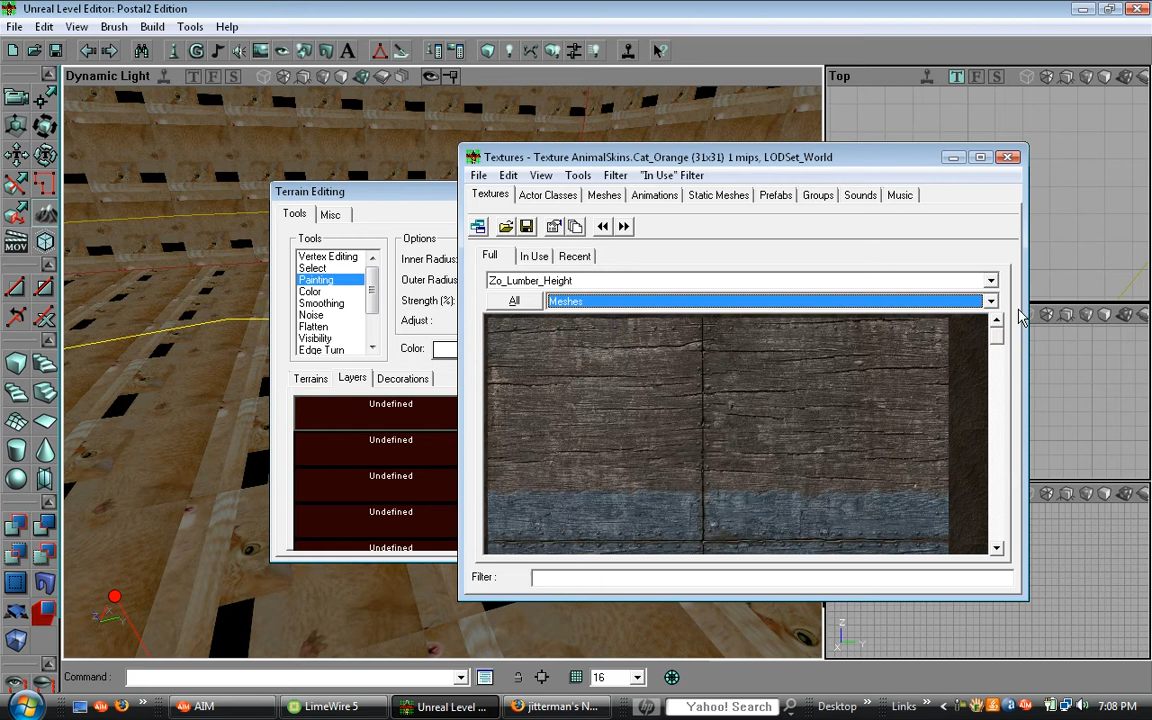 Unreal Level Editor: Postal2 Edition
File Edit View Brush Build Tools Help
Dynamic Light T F S
Top T F S
Textures - Texture AnimalSkins.Cat_Orange (31x31) 1 mips, LODSet_World
File Edit View Tools Filter "In Use" Filter
Textures Actor Classes Meshes Animations Static Meshes Prefabs Groups Sounds Music
Full In Use Recent
Zo_Lumber_Height
All Meshes
Filter :
Terrain Editing
Tools Misc
Tools
Vertex Editing
Select
Painting
Color
Smoothing
Noise
Flatten
Visibility
Edge Turn
Options
Inner Radius
Outer Radius
Strength (%):
Adjust :
Color:
Terrains Layers Decorations
Undefined
Undefined
Undefined
Undefined
Undefined
MOV
Z X Y
Z
X Y
Command : 16
AIM LimeWire 5 Unreal Level ... jitterman's N... Yahoo! Search Desktop Links 7:08 PM